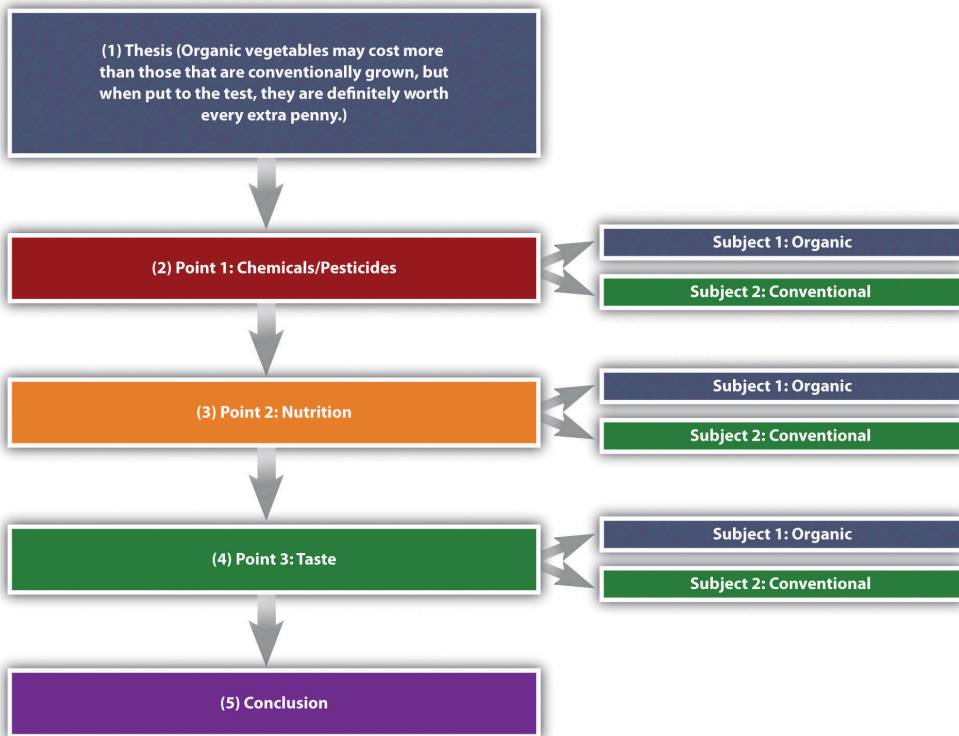 (1) Thesis (Organic vegetables may cost more
than those that are conventionally grown, but
when put to the test, they are definitely worth
every extra penny.)
(2) Point 1: Chemicals/Pesticides
Subject 1: Organic
Subject 2: Conventional
(3) Point 2: Nutrition
Subject 1: Organic
Subject 2: Conventional
(4) Point 3: Taste
Subject 1: Organic
Subject 2: Conventional
(5) Conclusion